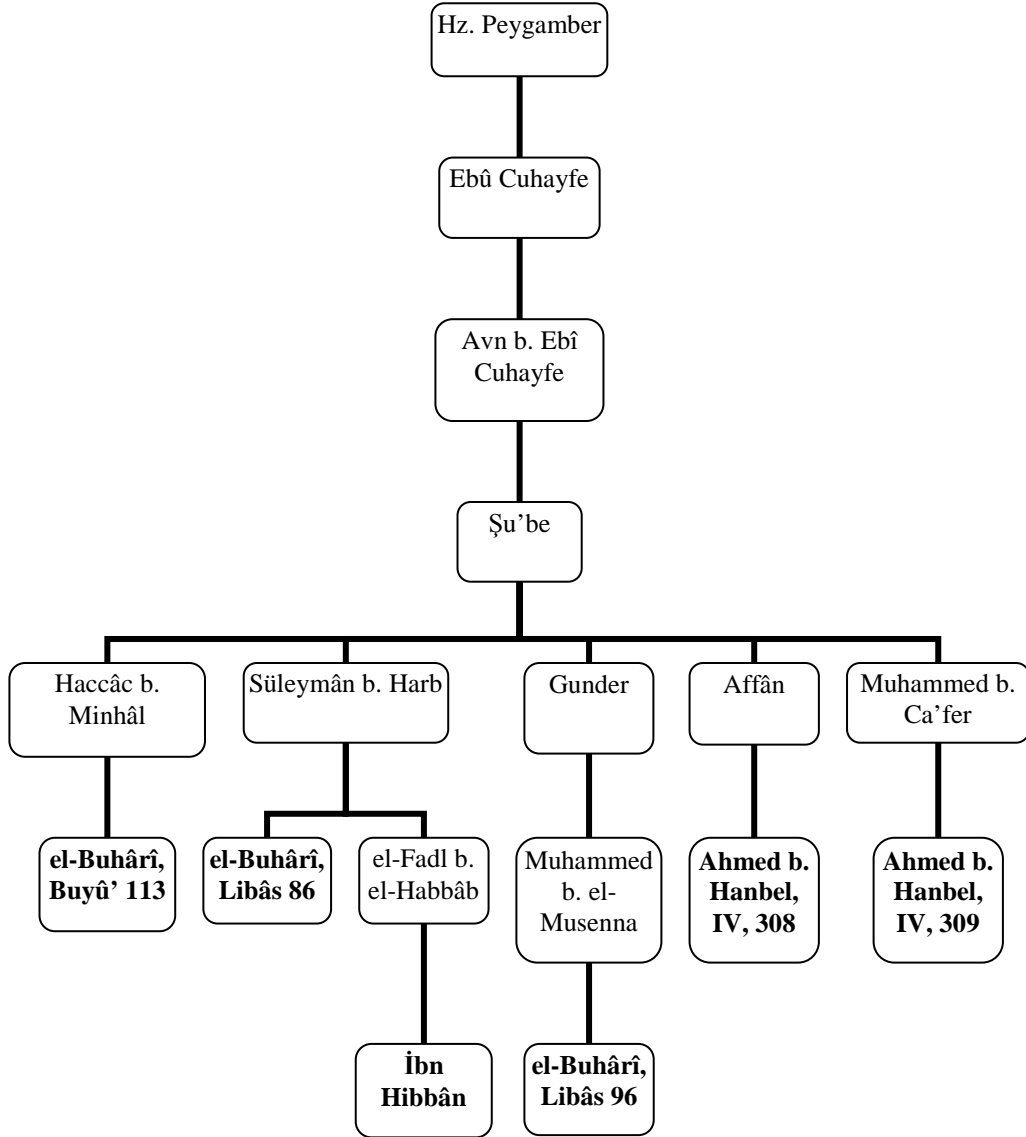 Hz. Peygamber
Ebû Cuhayfe
Avn b. Ebî
Cuhayfe
Şu’be
Haccâc b.
Minhâl
Süleymân b. Harb
Gunder
Affân
Muhammed b.
Ca’fer
el-Buhârî,
Buyû’ 113
el-Buhârî,
Libâs 86
el-Fadl b.
el-Habbâb
Muhammed
b. el-
Musenna
Ahmed b.
Hanbel,
IV, 308
Ahmed b.
Hanbel,
IV, 309
İbn
Hibbân
el-Buhârî,
Libâs 96